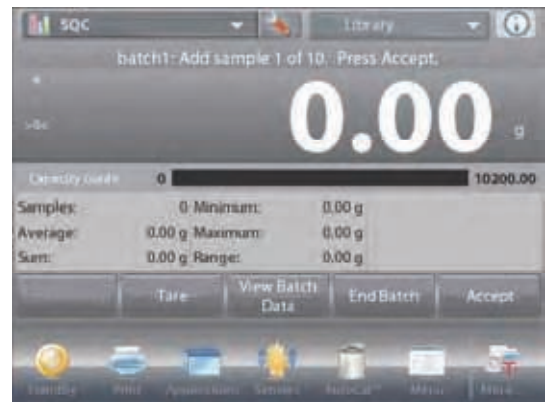 SQC Library
batch1: Add sample 1 of 10. Press Accept.
*
>0<
0.00 g
Capacity Guide 0 10200.00
Samples: 0 Minimum: 0.00 g
Average: 0.00 g Maximum: 0.00 g
Sum: 0.00 g Range: 0.00 g
Tare View Batch Data End Batch Accept
Standby Print Applications Sensors AutoCal™ Menu More